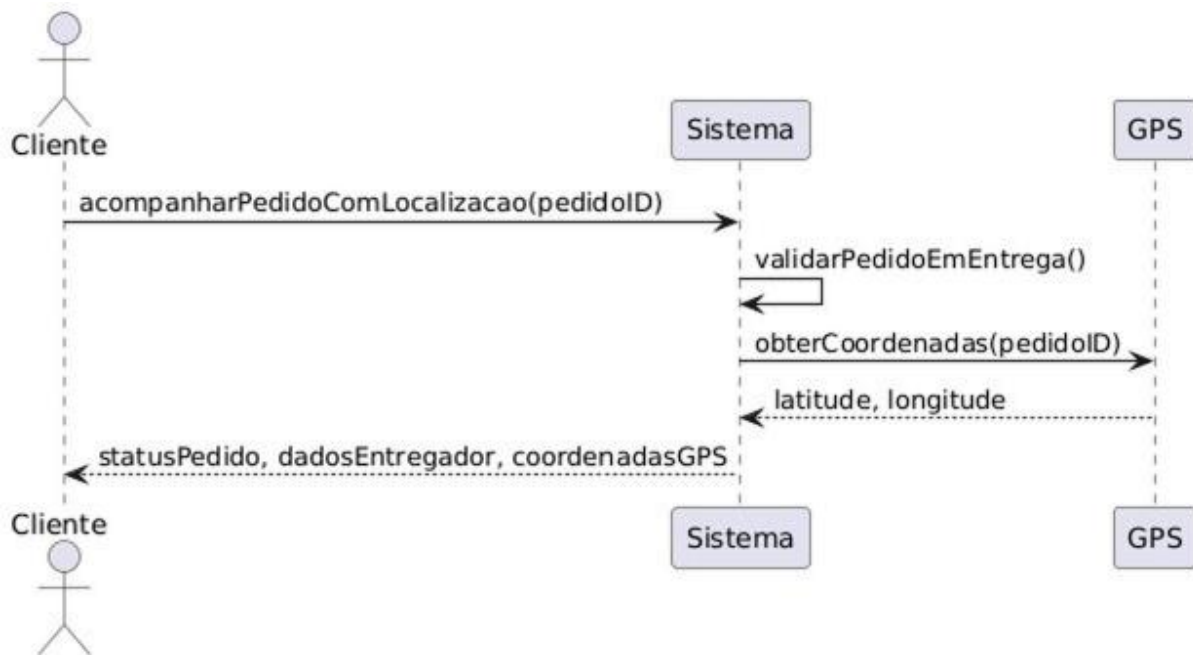 Cliente
Sistema
GPS
acompanharPedidoComLocalizacao(pedidoID)
validarPedidoEmEntrega()
obterCoordenadas(pedidoID)
latitude, longitude
statusPedido, dadosEntregador, coordenadasGPS
Cliente
Sistema
GPS